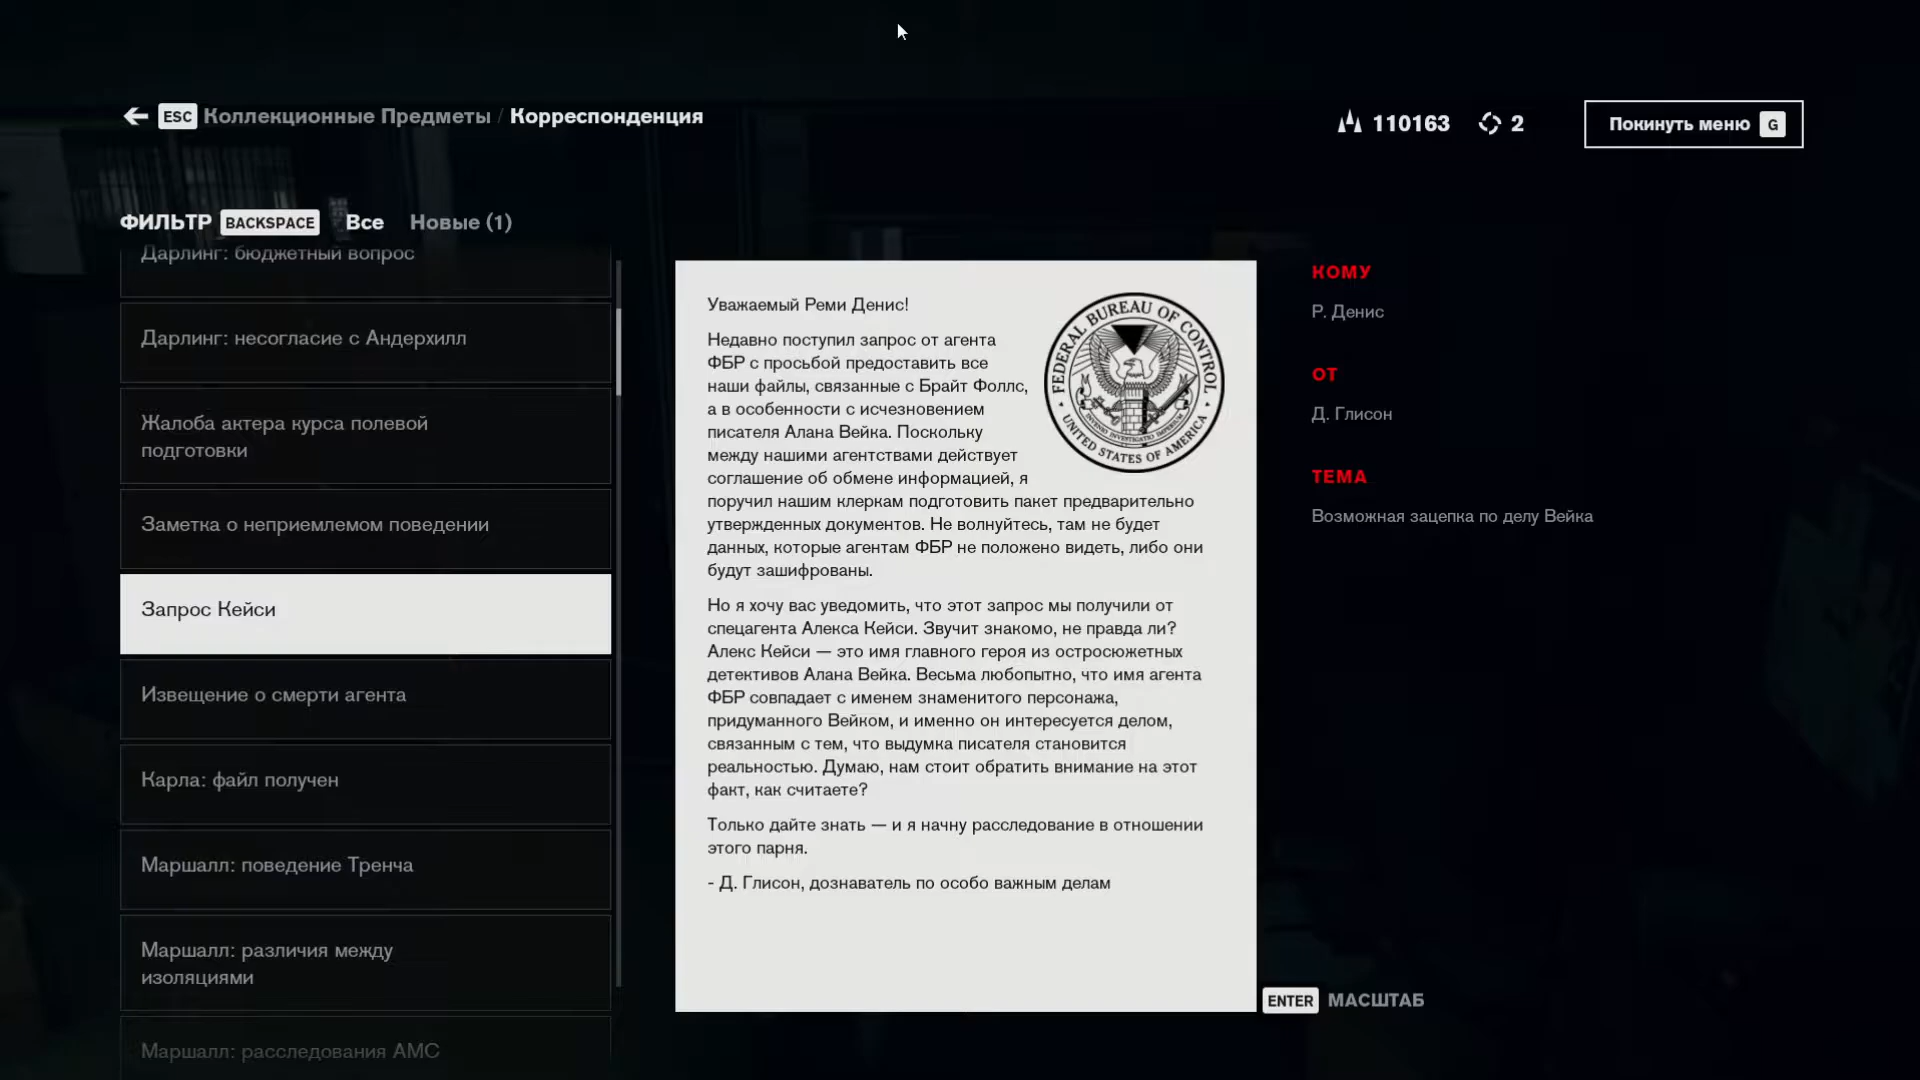 ESC Коллекционные Предметы / Корреспонденция
110163
2
Покинуть меню G
ФИЛЬТР BACKSPACE Все Новые (1)
Дарлинг: бюджетный вопрос
Дарлинг: несогласие с Андерхилл
Жалоба актера курса полевой
подготовки
Заметка о неприемлемом поведении
Запрос Кейси
Извещение о смерти агента
Карла: файл получен
Маршалл: поведение Тренча
Маршалл: различия между
изоляциями
Маршалл: расследования АМС
Уважаемый Реми Денис!
Недавно поступил запрос от агента
ФБР с просьбой предоставить все
наши файлы, связанные с Брайт Фоллс,
а в особенности с исчезновением
писателя Алана Вейка. Поскольку
между нашими агентствами действует
соглашение об обмене информацией, я
поручил нашим клеркам подготовить пакет предварительно
утвержденных документов. Не волнуйтесь, там не будет
данных, которые агентам ФБР не положено видеть, либо они
будут зашифрованы.
Но я хочу вас уведомить, что этот запрос мы получили от
спецагента Алекса Кейси. Звучит знакомо, не правда ли?
Алекс Кейси — это имя главного героя из остросюжетных
детективов Алана Вейка. Весьма любопытно, что имя агента
ФБР совпадает с именем знаменитого персонажа,
придуманного Вейком, и именно он интересуется делом,
связанным с тем, что выдумка писателя становится
реальностью. Думаю, нам стоит обратить внимание на этот
факт, как считаете?
Только дайте знать — и я начну расследование в отношении
этого парня.
- Д. Глисон, дознаватель по особо важным делам
FEDERAL BUREAU OF CONTROL
UNITED STATES OF AMERICA
INVENIO INVESTIGATIO IMPERIUM
КОМУ
Р. Денис
ОТ
Д. Глисон
ТЕМА
Возможная зацепка по делу Вейка
ENTER МАСШТАБ